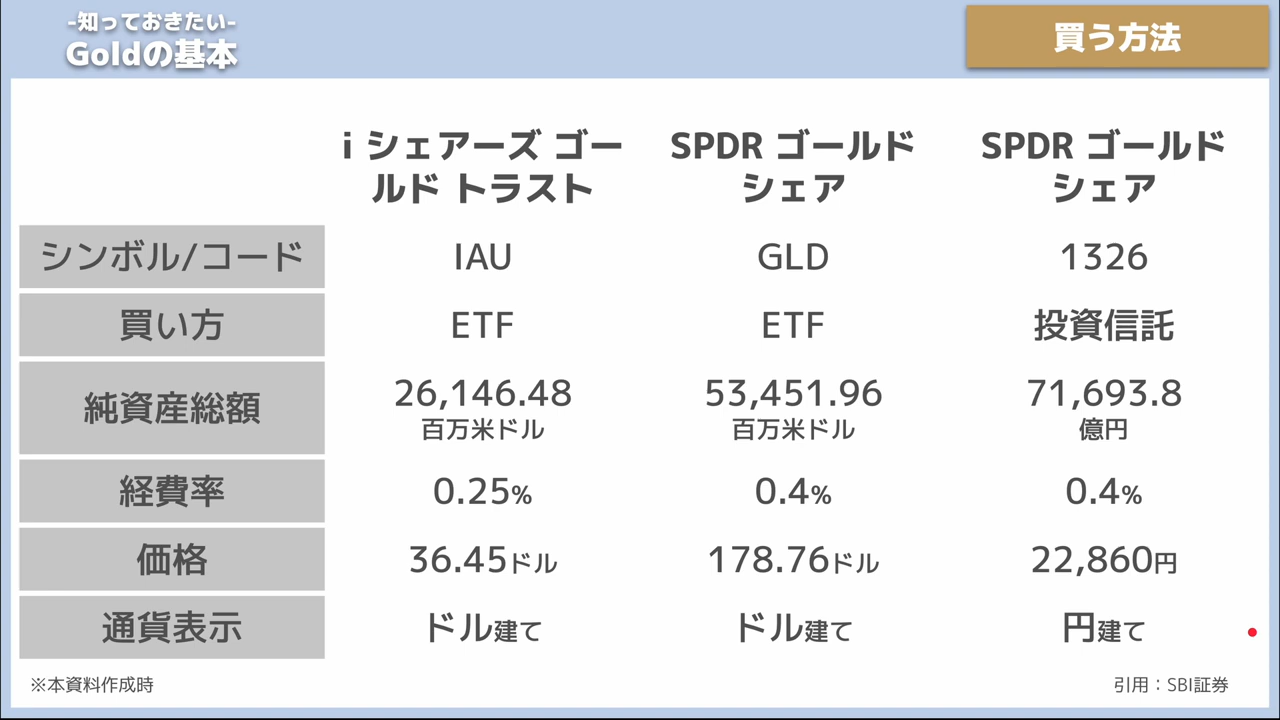 -知っておきたい-
Goldの基本
買う方法
i シェアーズ ゴー
ルド トラスト
SPDR ゴールド
シェア
SPDR ゴールド
シェア
シンボル/コード IAU GLD 1326
買い方 ETF ETF 投資信託
純資産総額 26,146.48 53,451.96 71,693.8
百万米ドル 百万米ドル 億円
経費率 0.25% 0.4% 0.4%
価格 36.45ドル 178.76ドル 22,860円
通貨表示 ドル建て ドル建て 円建て
※本資料作成時
引用：SBI証券